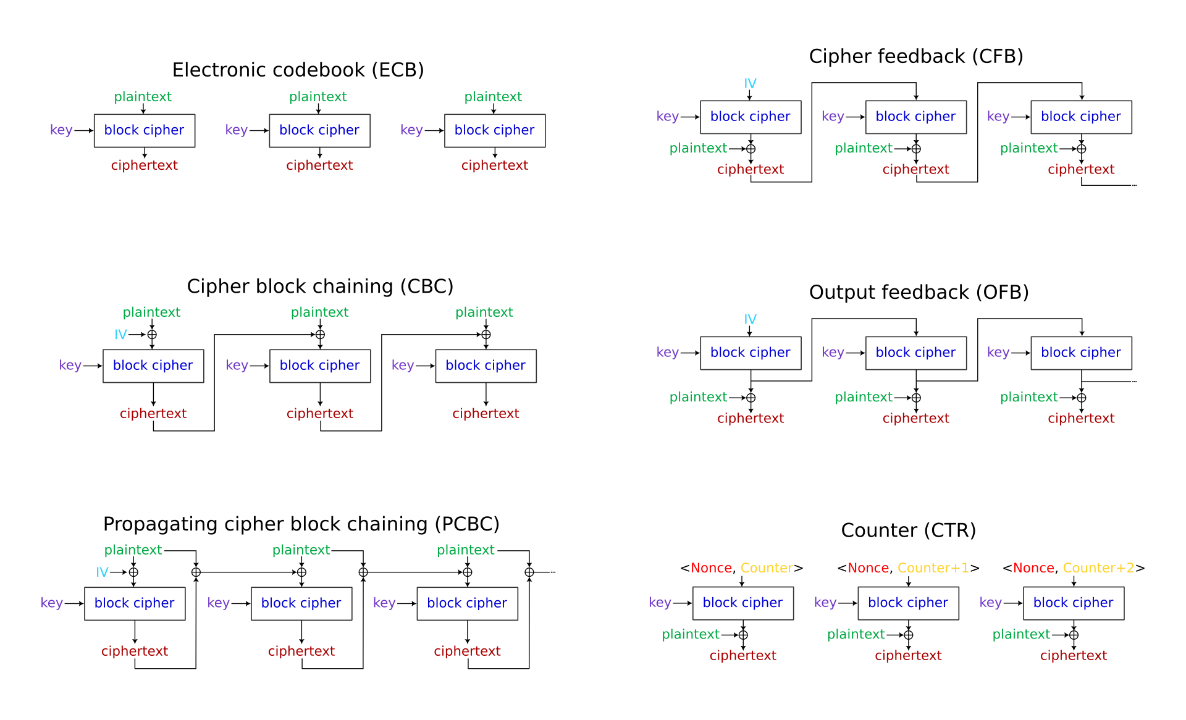 Electronic codebook (ECB)
plaintext plaintext plaintext
key block cipher key block cipher key block cipher
ciphertext ciphertext ciphertext
Cipher block chaining (CBC)
plaintext plaintext plaintext
IV
key block cipher key block cipher key block cipher
ciphertext ciphertext ciphertext
Propagating cipher block chaining (PCBC)
plaintext plaintext plaintext
IV
key block cipher key block cipher key block cipher
ciphertext ciphertext ciphertext
Cipher feedback (CFB)
IV
key block cipher key block cipher key block cipher
plaintext plaintext plaintext
ciphertext ciphertext ciphertext
Output feedback (OFB)
IV
key block cipher key block cipher key block cipher
plaintext plaintext plaintext
ciphertext ciphertext ciphertext
Counter (CTR)
<Nonce, Counter> <Nonce, Counter+1> <Nonce, Counter+2>
key block cipher key block cipher key block cipher
plaintext plaintext plaintext
ciphertext ciphertext ciphertext